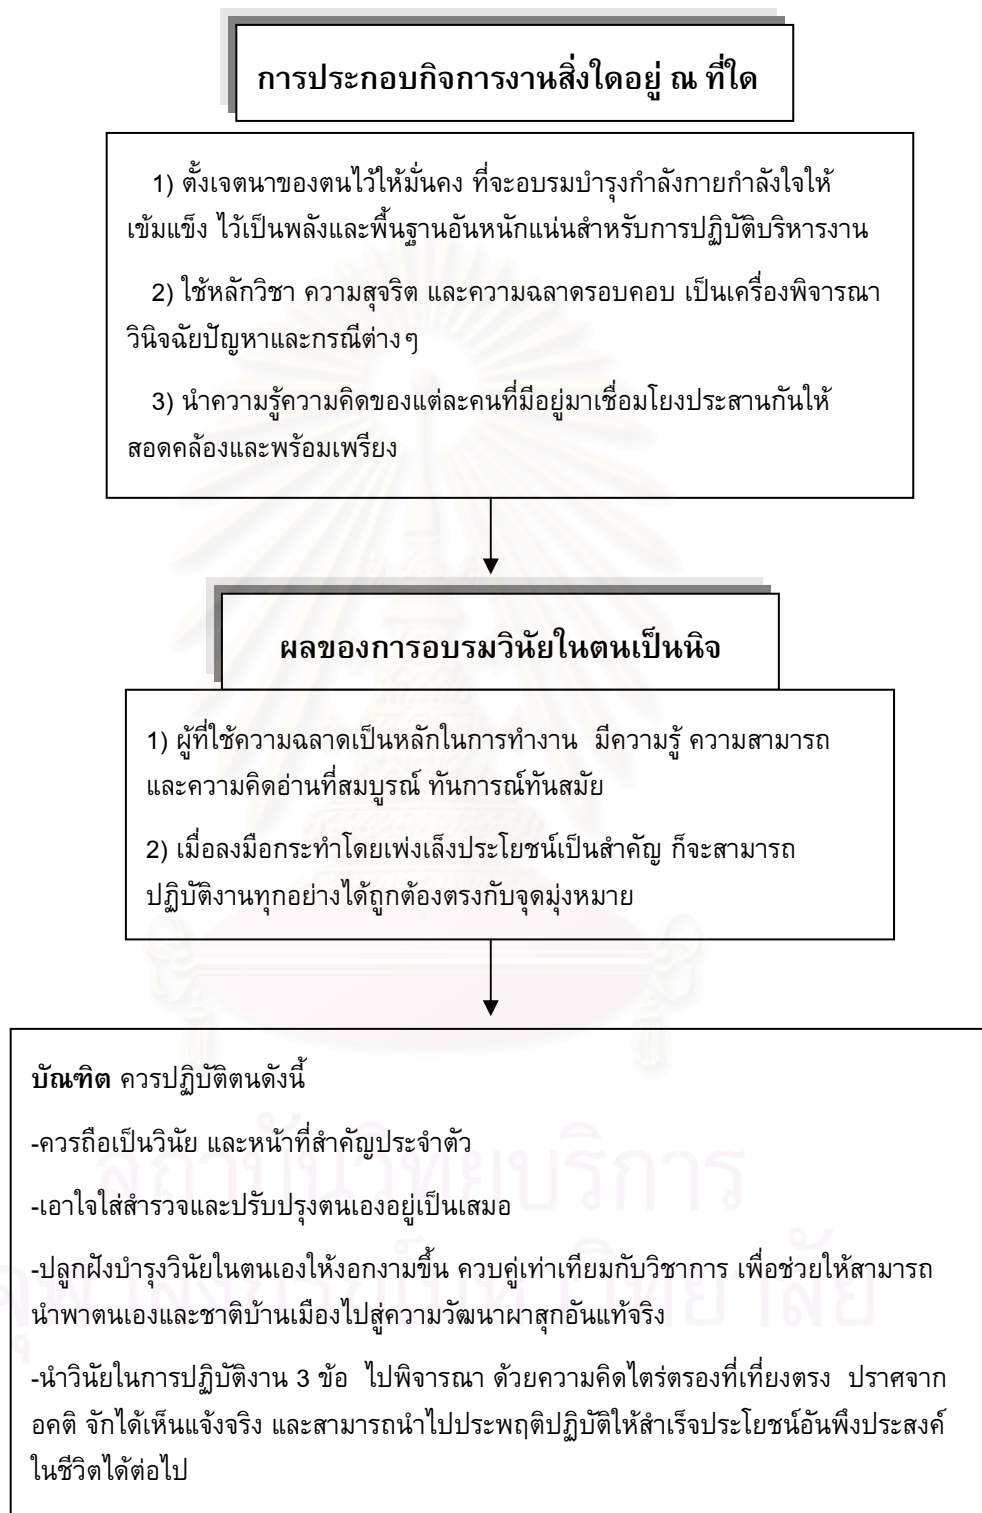 การประกอบกิจการงานสิ่งใดอยู่ ณ ที่ใด
1) ตั้งเจตนาของตนไว้ให้มั่นคง ที่จะอบรมบำรุงกำลังกายกำลังใจให้
เข้มแข็ง ไว้เป็นพลังและพื้นฐานอันหนักแน่นสำหรับการปฏิบัติบริหารงาน
2) ใช้หลักวิชา ความสุจริต และความฉลาดรอบคอบ เป็นเครื่องพิจารณา
วินิจฉัยปัญหาและกรณีต่างๆ
3) นำความรู้ความคิดของแต่ละคนที่มีอยู่มาเชื่อมโยงประสานกันให้
สอดคล้องและพร้อมเพรียง
ผลของการอบรมวินัยในตนเป็นนิจ
1) ผู้ที่ใช้ความฉลาดเป็นหลักในการทำงาน มีความรู้ ความสามารถ
และความคิดอ่านที่สมบูรณ์ ทันการณ์ทันสมัย
2) เมื่อลงมือกระทำโดยเพ่งเล็งประโยชน์เป็นสำคัญ ก็จะสามารถ
ปฏิบัติงานทุกอย่างได้ถูกต้องตรงกับจุดมุ่งหมาย
บัณฑิต ควรปฏิบัติตนดังนี้
-ควรถือเป็นวินัย และหน้าที่สำคัญประจำตัว
-เอาใจใส่สำรวจและปรับปรุงตนเองอยู่เป็นเสมอ
-ปลูกฝังบำรุงวินัยในตนเองให้งอกงามขึ้น ควบคู่เท่าเทียมกับวิชาการ เพื่อช่วยให้สามารถ
นำพาตนเองและชาติบ้านเมืองไปสู่ความวัฒนาผาสุกอันแท้จริง
-นำวินัยในการปฏิบัติงาน 3 ข้อ ไปพิจารณา ด้วยความคิดไตร่ตรองที่เที่ยงตรง ปราศจาก
อคติ จักได้เห็นแจ้งจริง และสามารถนำไปประพฤติปฏิบัติให้สำเร็จประโยชน์อันพึงประสงค์
ในชีวิตได้ต่อไป
สถาบันวิทยบริการ
จุฬาลงกรณ์มหาวิทยาลัย